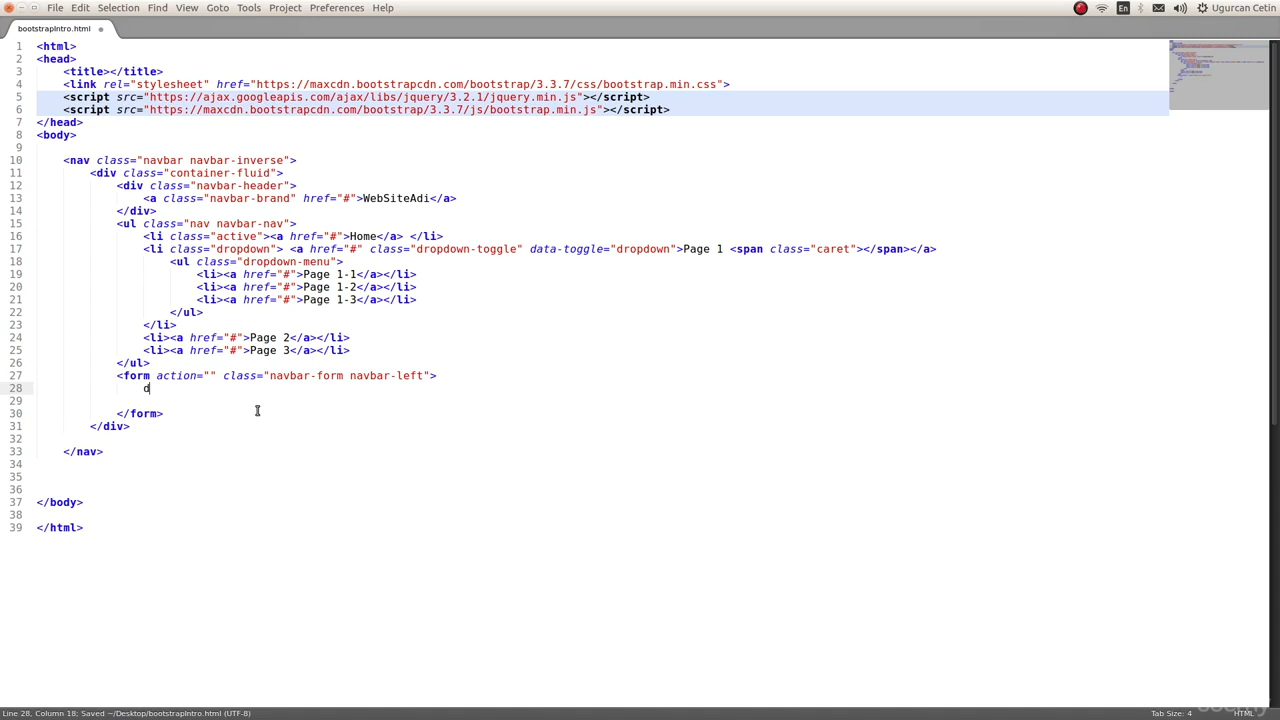 File Edit Selection Find View Goto Tools Project Preferences Help En Ugurcan Cetin
bootstrapIntro.html
1 <html>
2 <head>
3 <title></title>
4 <link rel="stylesheet" href="https://maxcdn.bootstrapcdn.com/bootstrap/3.3.7/css/bootstrap.min.css">
5 <script src="https://ajax.googleapis.com/ajax/libs/jquery/3.2.1/jquery.min.js"></script>
6 <script src="https://maxcdn.bootstrapcdn.com/bootstrap/3.3.7/js/bootstrap.min.js"></script>
7 </head>
8 <body>
9
10 <nav class="navbar navbar-inverse">
11 <div class="container-fluid">
12 <div class="navbar-header">
13 <a class="navbar-brand" href="#">WebSiteAdi</a>
14 </div>
15 <ul class="nav navbar-nav">
16 <li class="active"><a href="#">Home</a> </li>
17 <li class="dropdown"> <a href="#" class="dropdown-toggle" data-toggle="dropdown">Page 1 <span class="caret"></span></a>
18 <ul class="dropdown-menu">
19 <li><a href="#">Page 1-1</a></li>
20 <li><a href="#">Page 1-2</a></li>
21 <li><a href="#">Page 1-3</a></li>
22 </ul>
23 </li>
24 <li><a href="#">Page 2</a></li>
25 <li><a href="#">Page 3</a></li>
26 </ul>
27 <form action="" class="navbar-form navbar-left">
28 d
29
30 </form>
31 </div>
32
33 </nav>
34
35
36
37 </body>
38
39 </html>
Line 28, Column 18; Saved ~/Desktop/bootstrapIntro.html (UTF-8) Tab Size: 4 HTML